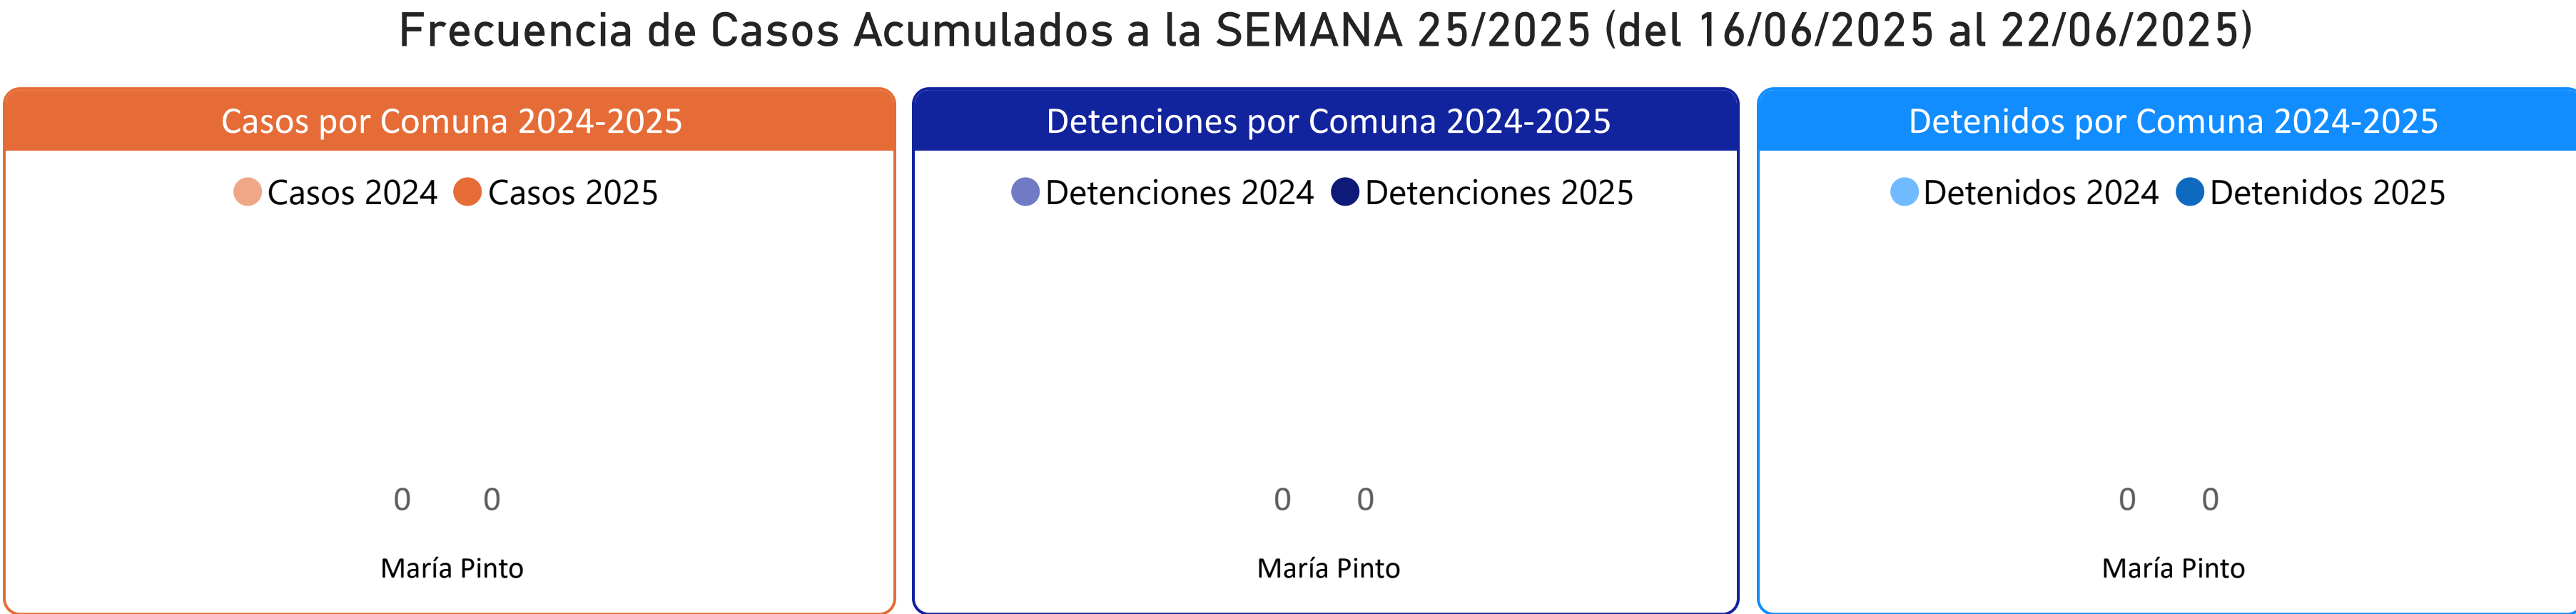 Frecuencia de Casos Acumulados a la SEMANA 25/2025 (del 16/06/2025 al 22/06/2025)
Casos por Comuna 2024-2025
Casos 2024 Casos 2025
0 0
María Pinto
Detenciones por Comuna 2024-2025
Detenciones 2024 Detenciones 2025
0 0
María Pinto
Detenidos por Comuna 2024-2025
Detenidos 2024 Detenidos 2025
0 0
María Pinto